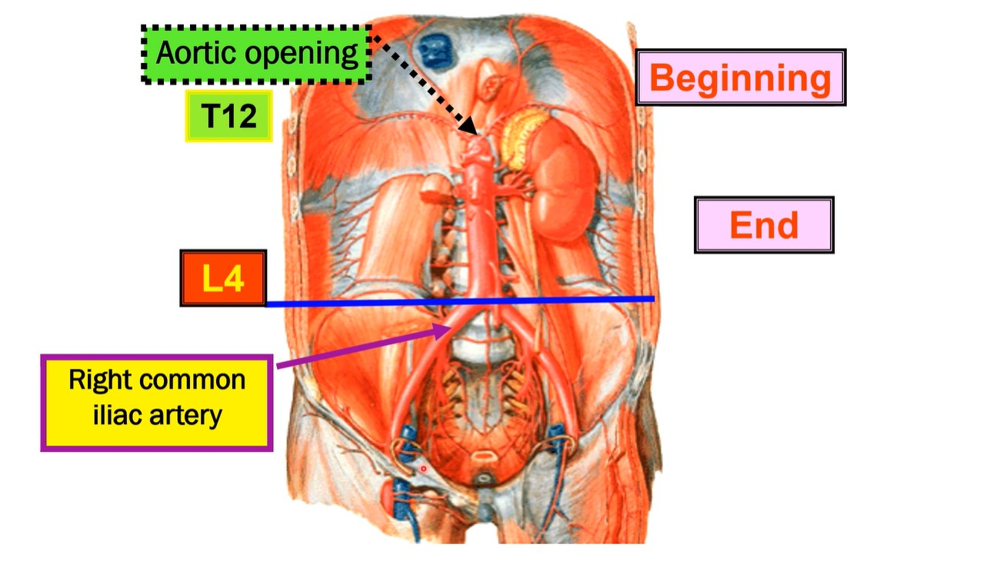 Aortic opening
T12
Beginning
End
L4
Right common
iliac artery